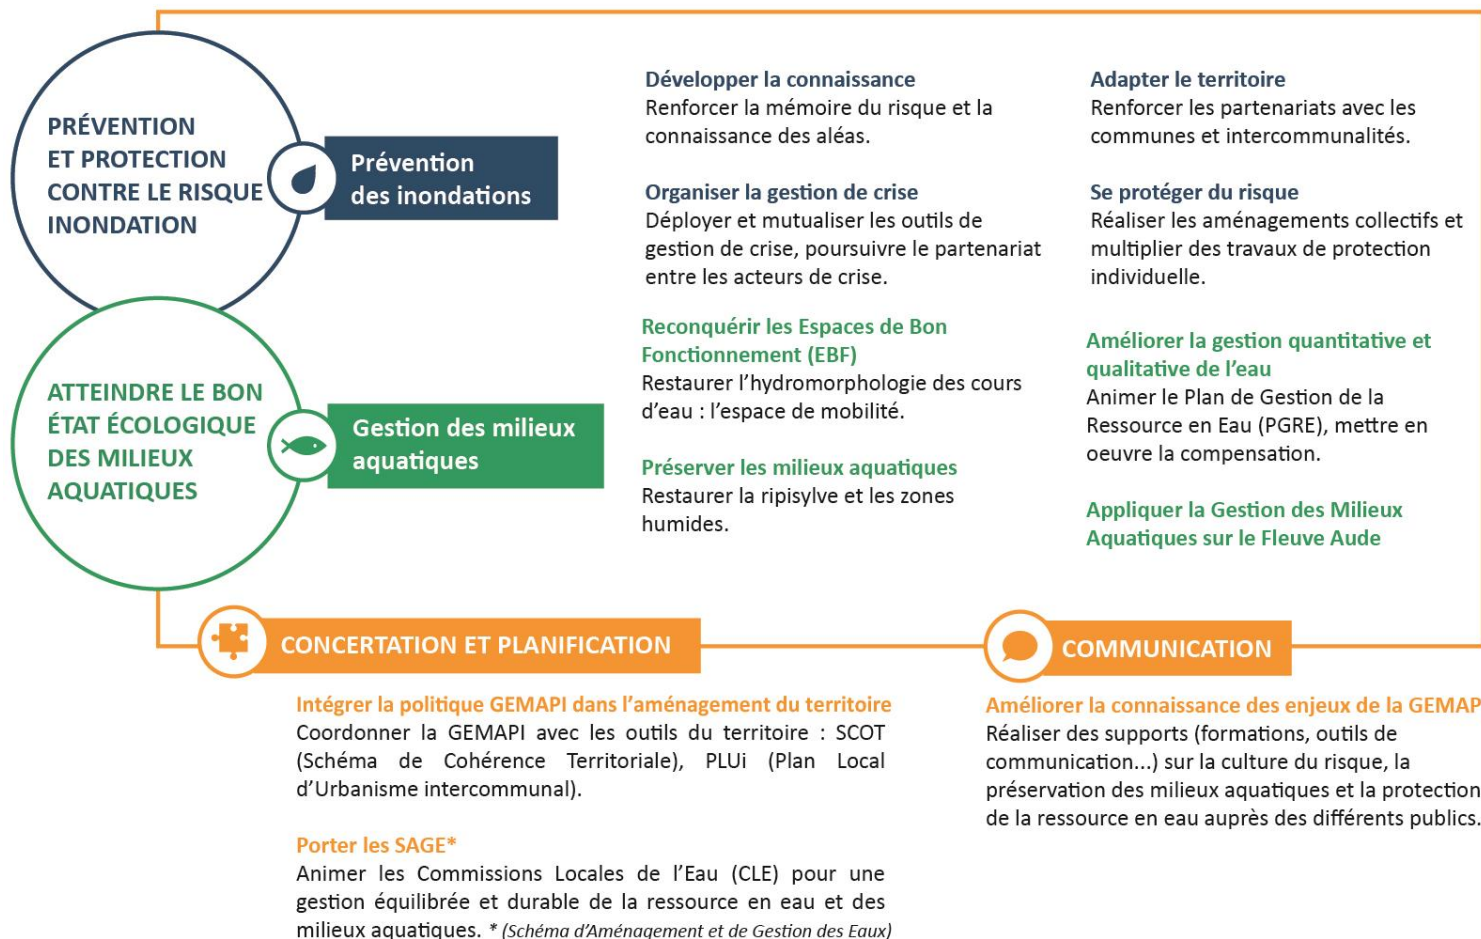 PRÉVENTION
ET PROTECTION
CONTRE LE RISQUE
INONDATION
Prévention
des inondations
Développer la connaissance
Renforcer la mémoire du risque et la
connaissance des aléas.
Organiser la gestion de crise
Déployer et mutualiser les outils de
gestion de crise, poursuivre le partenariat
entre les acteurs de crise.
Adapter le territoire
Renforcer les partenariats avec les
communes et intercommunalités.
Se protéger du risque
Réaliser les aménagements collectifs et
multiplier des travaux de protection
individuelle.
ATTEINDRE LE BON
ÉTAT ÉCOLOGIQUE
DES MILIEUX
AQUATIQUES
Gestion des milieux
aquatiques
Reconquérir les Espaces de Bon
Fonctionnement (EBF)
Restaurer l’hydromorphologie des cours
d’eau : l’espace de mobilité.
Préserver les milieux aquatiques
Restaurer la ripisylve et les zones
humides.
Améliorer la gestion quantitative et
qualitative de l’eau
Animer le Plan de Gestion de la
Ressource en Eau (PGRE), mettre en
oeuvre la compensation.
Appliquer la Gestion des Milieux
Aquatiques sur le Fleuve Aude
CONCERTATION ET PLANIFICATION
Intégrer la politique GEMAPI dans l’aménagement du territoire
Coordonner la GEMAPI avec les outils du territoire : SCOT
(Schéma de Cohérence Territoriale), PLUi (Plan Local
d’Urbanisme intercommunal).
Porter les SAGE*
Animer les Commissions Locales de l’Eau (CLE) pour une
gestion équilibrée et durable de la ressource en eau et des
milieux aquatiques. * (Schéma d’Aménagement et de Gestion des Eaux)
COMMUNICATION
Améliorer la connaissance des enjeux de la GEMAP
Réaliser des supports (formations, outils de
communication...) sur la culture du risque, la
préservation des milieux aquatiques et la protection
de la ressource en eau auprès des différents publics.